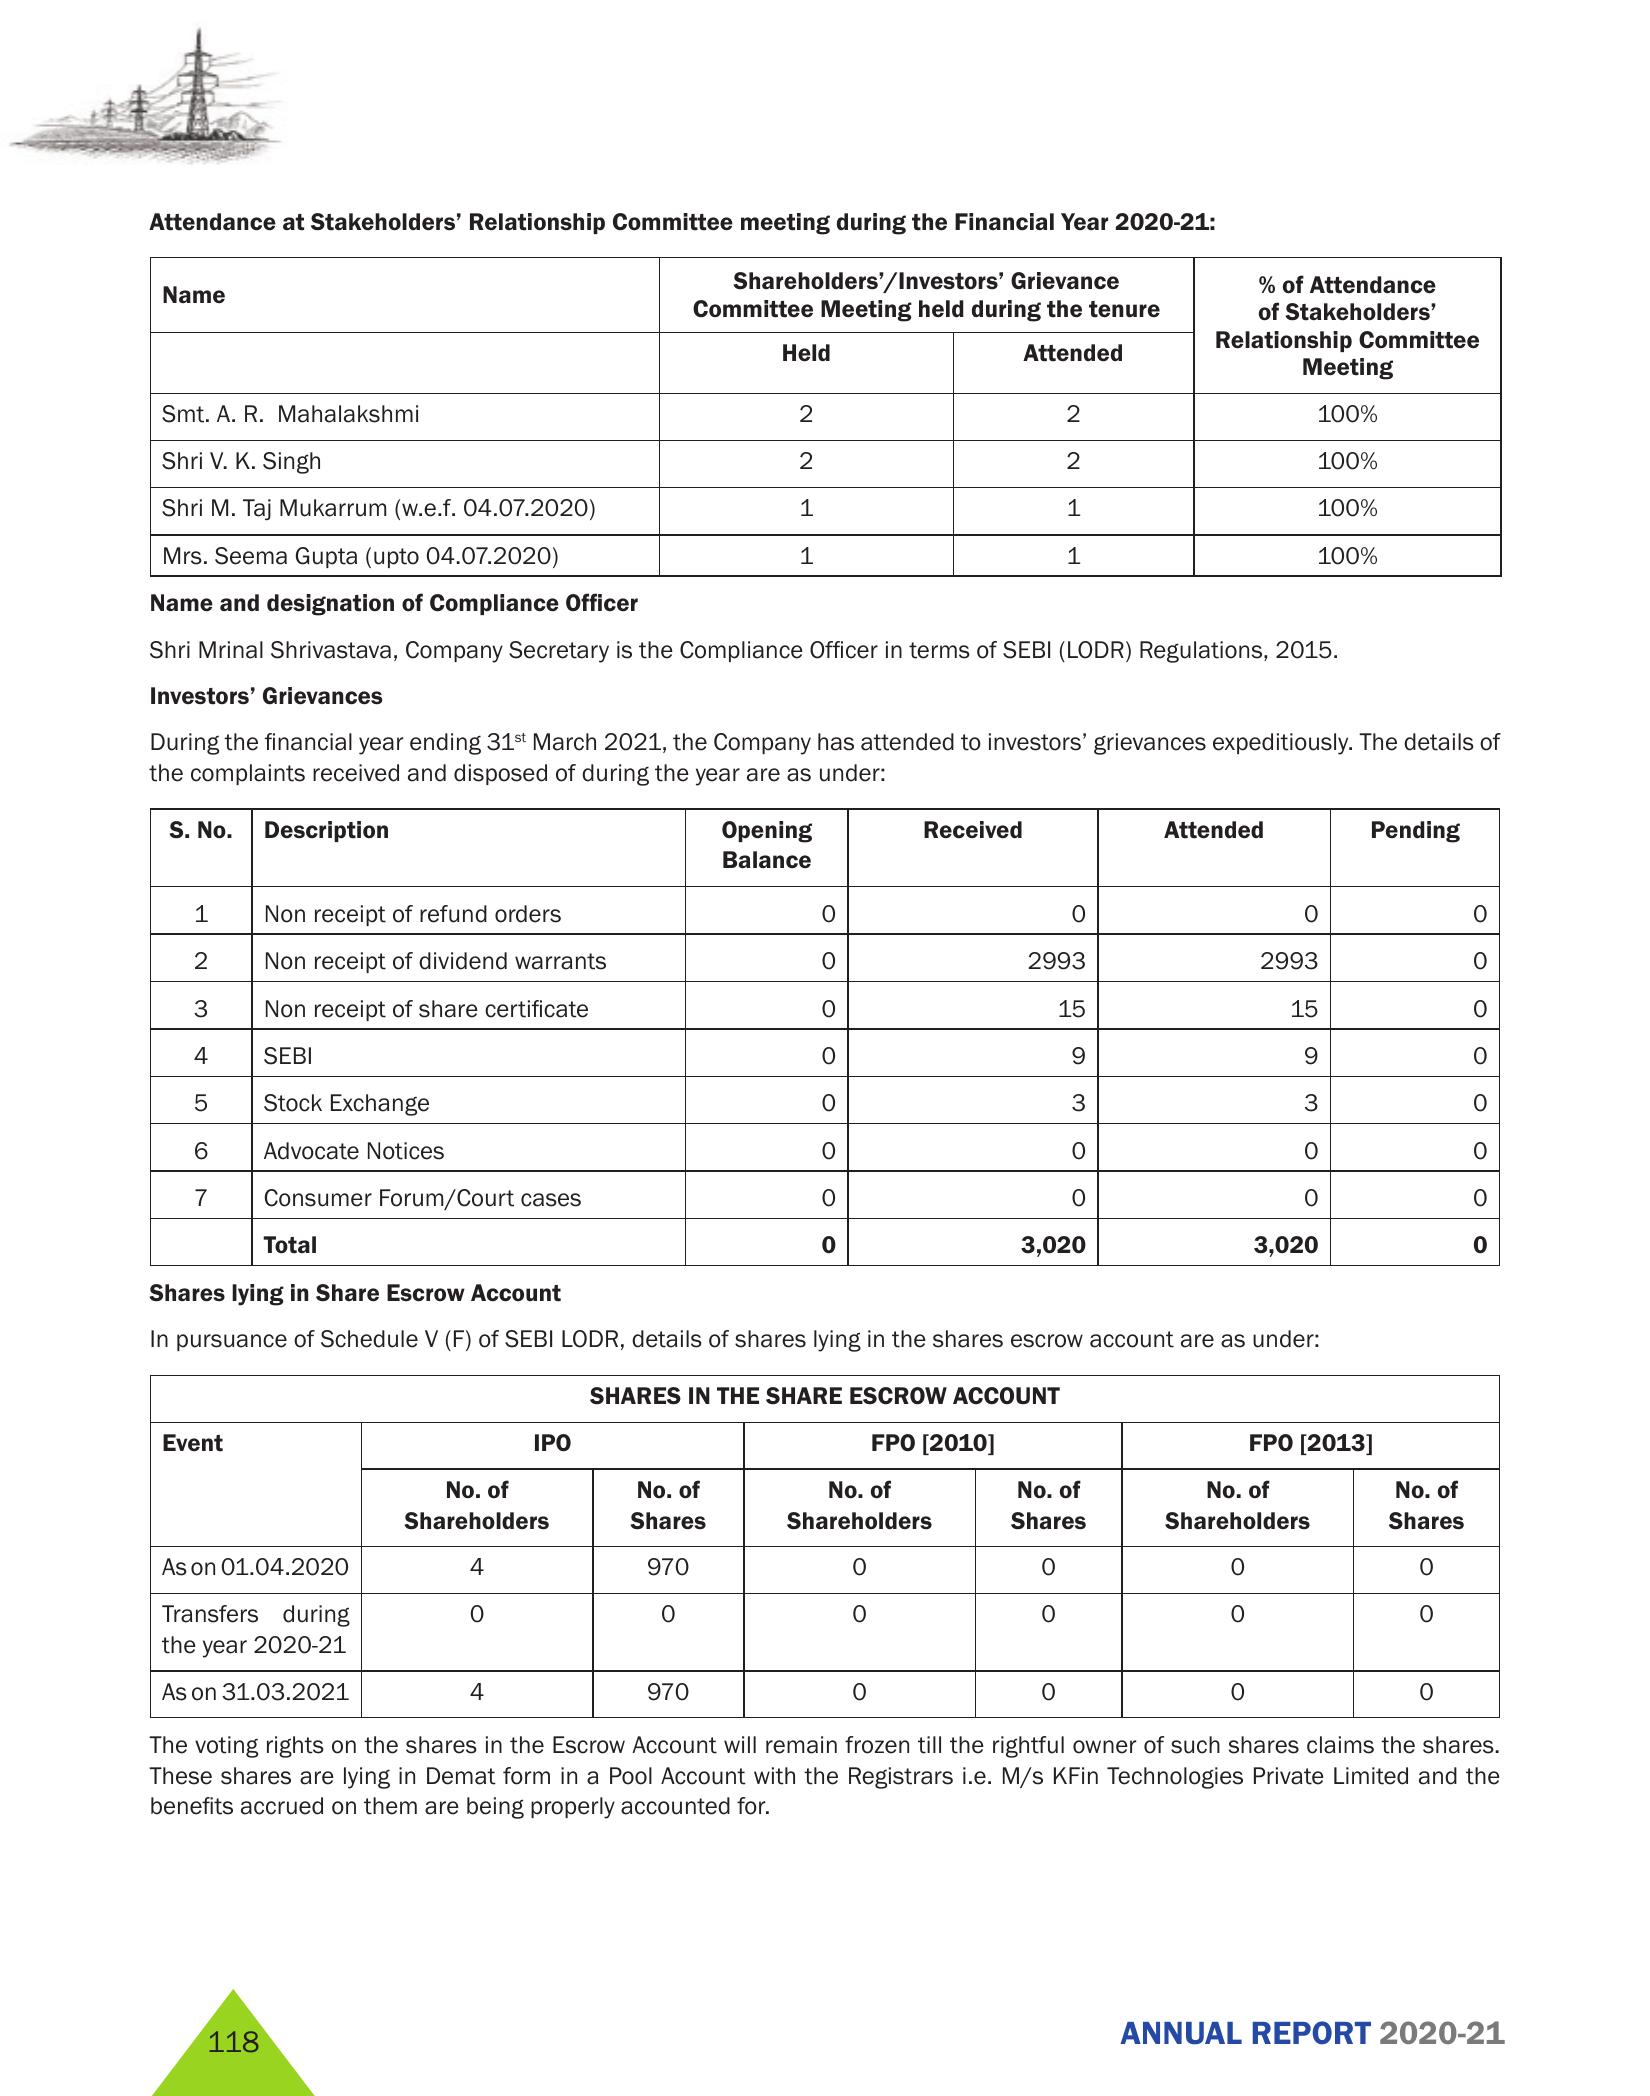 Attendance at Stakeholders’ Relationship Committee meeting during the Financial Year 2020-21:
Name
Shareholders’/Investors’ Grievance
Committee Meeting held during the tenure
% of Attendance
of Stakeholders’
Relationship Committee
Meeting
Held Attended
Smt. A. R. Mahalakshmi 2 2 100%
Shri V. K. Singh 2 2 100%
Shri M. Taj Mukarrum (w.e.f. 04.07.2020) 1 1 100%
Mrs. Seema Gupta (upto 04.07.2020) 1 1 100%
Name and designation of Compliance Officer
Shri Mrinal Shrivastava, Company Secretary is the Compliance Officer in terms of SEBI (LODR) Regulations, 2015.
Investors’ Grievances
During the financial year ending 31st March 2021, the Company has attended to investors’ grievances expeditiously. The details of
the complaints received and disposed of during the year are as under:
S. No. Description Opening Received Attended Pending
Balance
1 Non receipt of refund orders 0 0 0 0
2 Non receipt of dividend warrants 0 2993 2993 0
3 Non receipt of share certificate 0 15 15 0
4 SEBI 0 9 9 0
5 Stock Exchange 0 3 3 0
6 Advocate Notices 0 0 0 0
7 Consumer Forum/Court cases 0 0 0 0
Total 0 3,020 3,020 0
Shares lying in Share Escrow Account
In pursuance of Schedule V (F) of SEBI LODR, details of shares lying in the shares escrow account are as under:
SHARES IN THE SHARE ESCROW ACCOUNT
Event IPO FPO [2010] FPO [2013]
No. of No. of No. of No. of No. of No. of
Shareholders Shares Shareholders Shares Shareholders Shares
As on 01.04.2020 4 970 0 0 0 0
Transfers during 0 0 0 0 0 0
the year 2020-21
As on 31.03.2021 4 970 0 0 0 0
The voting rights on the shares in the Escrow Account will remain frozen till the rightful owner of such shares claims the shares.
These shares are lying in Demat form in a Pool Account with the Registrars i.e. M/s KFin Technologies Private Limited and the
benefits accrued on them are being properly accounted for.
118
ANNUAL REPORT 2020-21